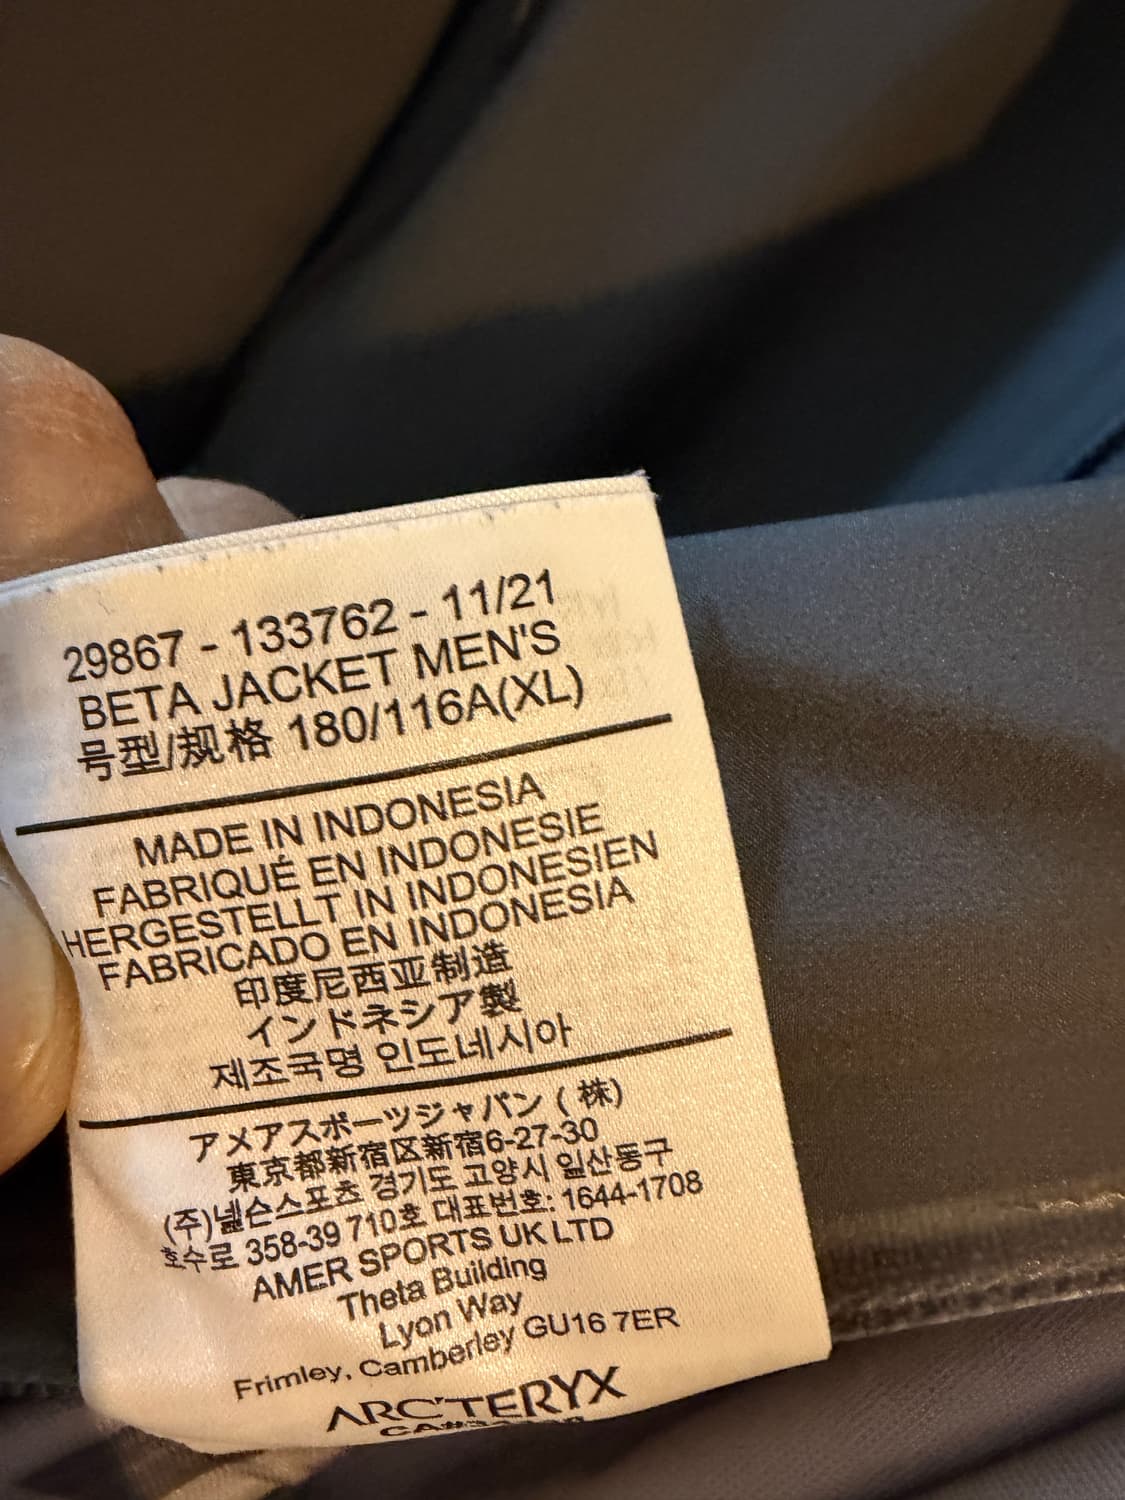 29867 - 133762 - 11/21
BETA JACKET MEN'S
号型/规格 180/116A(XL)
MADE IN INDONESIA
FABRIQUÉ EN INDONESIE
HERGESTELLT IN INDONESIEN
FABRICADO EN INDONESIA
印度尼西亚制造
インドネシア製
제조국명 인도네시아
アメアスポーツジャパン ( 株)
東京都新宿区新宿6-27-30
(주)넬슨스포츠 경기도 고양시 일산동구
호수로 358-39 710호 대표번호: 1644-1708
AMER SPORTS UK LTD
Theta Building
Lyon Way
Frimley, Camberley GU16 7ER
ARC'TERYX